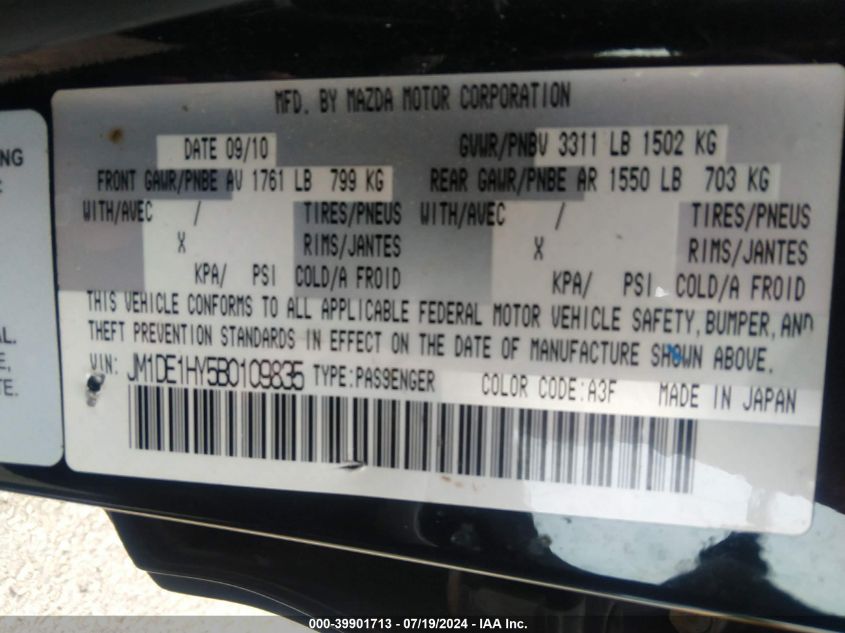 MFD. BY MAZDA MOTOR CORPORATION
DATE 09/10 GVWR/PNBV 3311 LB 1502 KG
FRONT GAWR/PNBE AV 1761 LB 799 KG REAR GAWR/PNBE AR 1550 LB 703 KG
WITH/AVEC / TIRES/PNEUS WITH/AVEC / TIRES/PNEUS
X RIMS/JANTES X RIMS/JANTES
KPA/ PSI COLD/A FROID KPA/ PSI COLD/A FROID
THIS VEHICLE CONFORMS TO ALL APPLICABLE FEDERAL MOTOR VEHICLE SAFETY, BUMPER, AND
THEFT PREVENTION STANDARDS IN EFFECT ON THE DATE OF MANUFACTURE SHOWN ABOVE.
VIN: JM1DE1HY5B0109835 TYPE:PASSENGER COLOR CODE:A3F MADE IN JAPAN
000-39901713 - 07/19/2024 - IAA Inc.